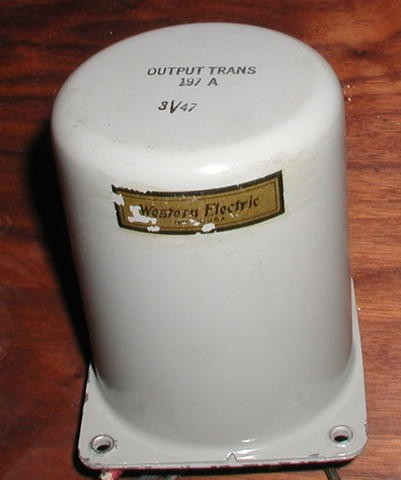 OUTPUT TRANS
197 A
3V47
Western Electric